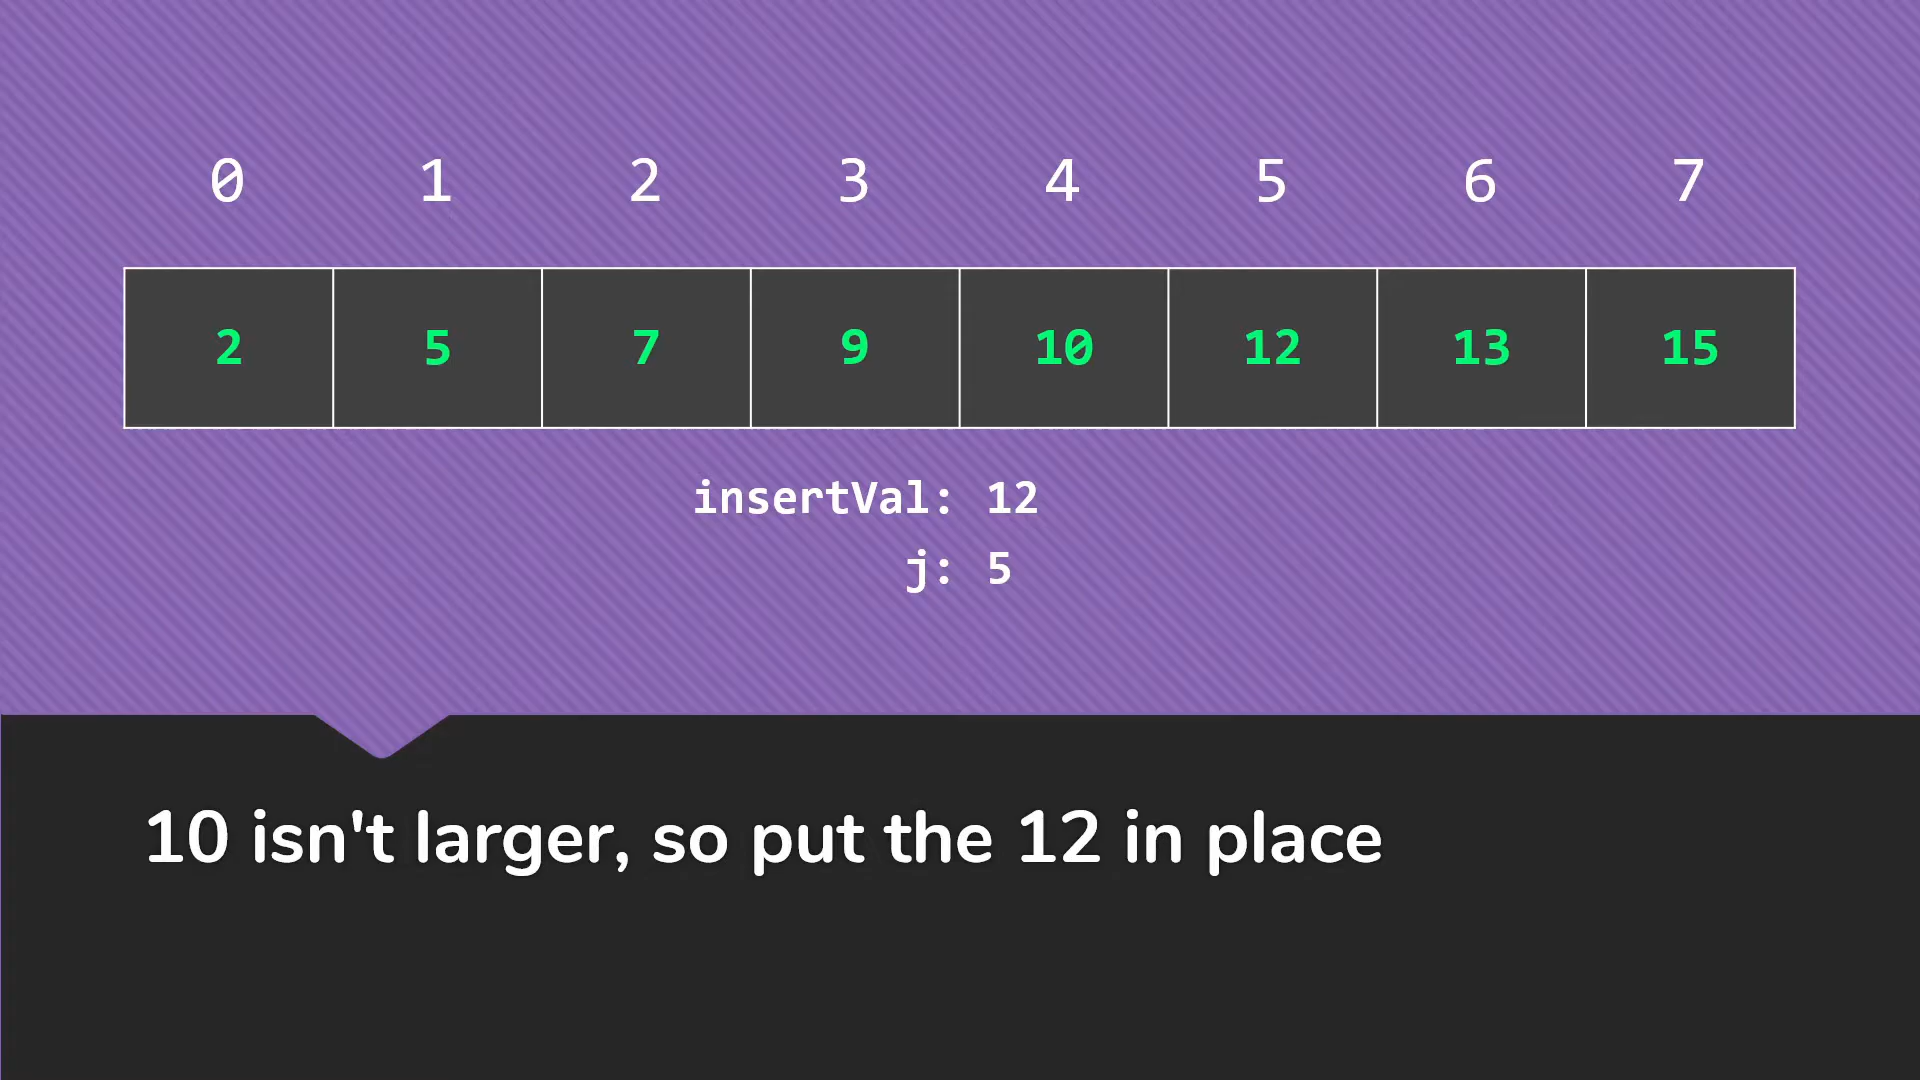 0 1 2 3 4 5 6 7
2 5 7 9 10 12 13 15
insertVal: 12
j: 5
10 isn't larger, so put the 12 in place